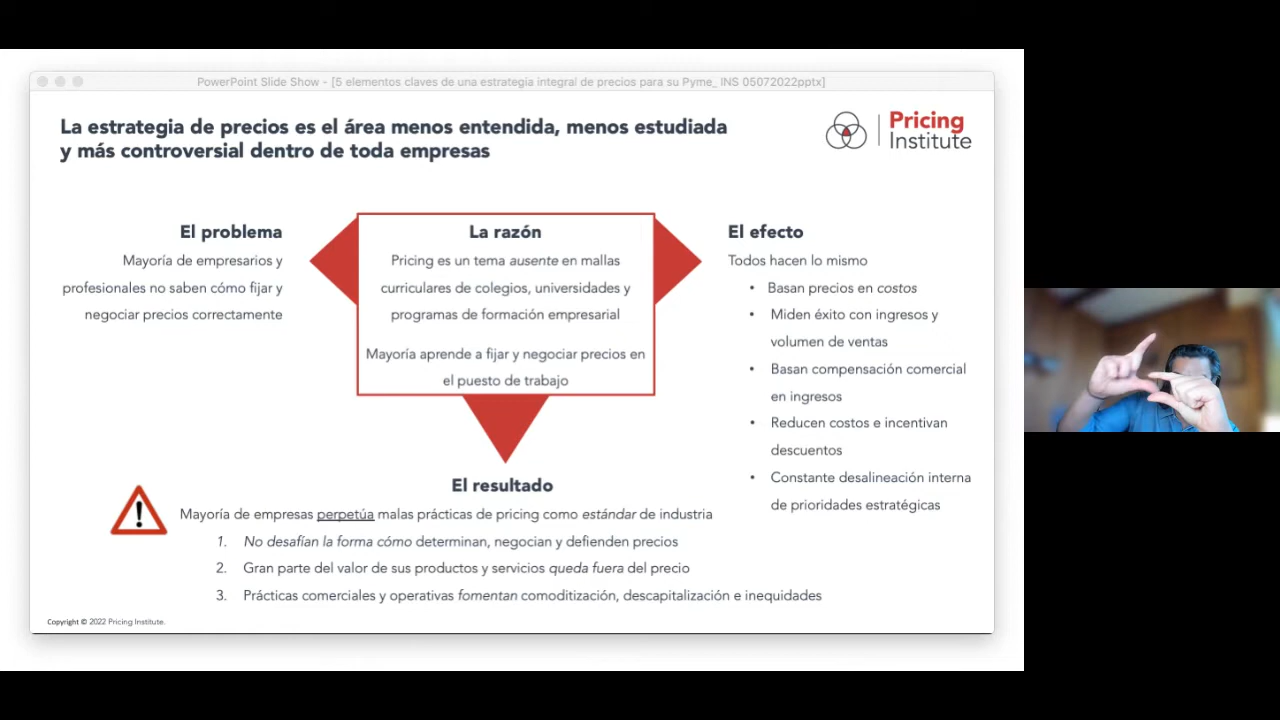 PowerPoint Slide Show - [5 elementos claves de una estrategia integral de precios para su Pyme_ INS 05072022pptx]
La estrategia de precios es el área menos entendida, menos estudiada
y más controversial dentro de toda empresas
Pricing
Institute
El problema
Mayoría de empresarios y
profesionales no saben cómo fijar y
negociar precios correctamente
La razón
Pricing es un tema ausente en mallas
curriculares de colegios, universidades y
programas de formación empresarial
Mayoría aprende a fijar y negociar precios en
el puesto de trabajo
El efecto
Todos hacen lo mismo
• Basan precios en costos
• Miden éxito con ingresos y
volumen de ventas
• Basan compensación comercial
en ingresos
• Reducen costos e incentivan
descuentos
• Constante desalineación interna
de prioridades estratégicas
El resultado
Mayoría de empresas perpetúa malas prácticas de pricing como estándar de industria
1. No desafían la forma cómo determinan, negocian y defienden precios
2. Gran parte del valor de sus productos y servicios queda fuera del precio
3. Prácticas comerciales y operativas fomentan comoditización, descapitalización e inequidades
Copyright © 2022 Pricing Institute.